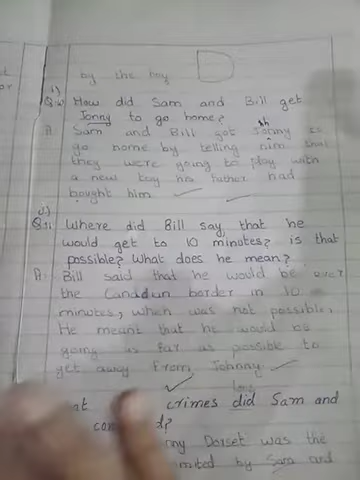 by the boy
i)
Q:10 How did Sam and Bill get
Jonny to go home?
h
A Sam and Bill got Jonny to
go home by telling him that
they were going to play with
a new toy his father had
bought him
j)
Q:11 Where did Bill say that he
would get to 10 minutes? is that
possible? What does he mean?
A:- Bill said that he would be over
the Canadian border in 10
minutes, which was not possible.
He meant that he would be
going as far as possible to
get away from Johnny
crimes did Sam and
Dorset was the
by Sam and